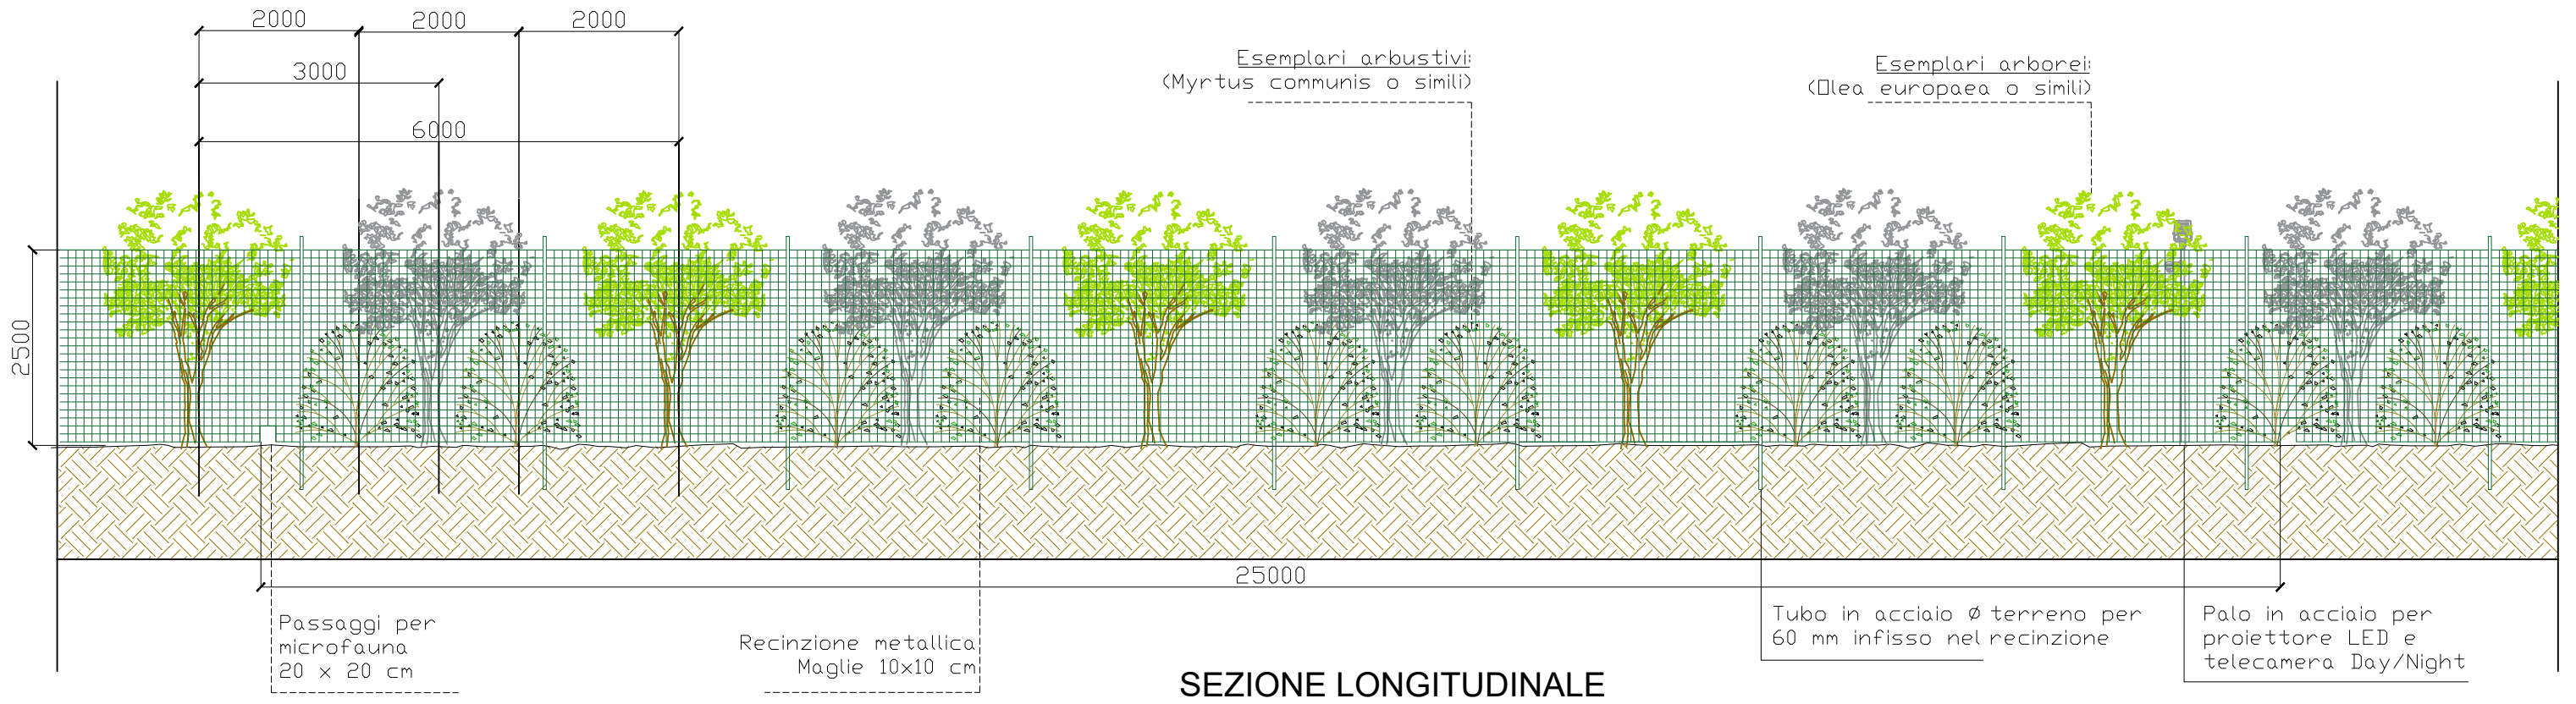 2000
2000
2000
3000
6000
Esemplari arbustivi:
(Myrtus communis o simili)
Esemplari arborei:
(□lea europaea o simili)
2500
25000
Passaggi per
microfauna
20 x 20 cm
Recinzione metallica
Maglie 10x10 cm
Tubo in acciaio Ø terreno per
60 mm infisso nel recinzione
Palo in acciaio per
proiettore LED e
telecamera Day/Night
SEZIONE LONGITUDINALE